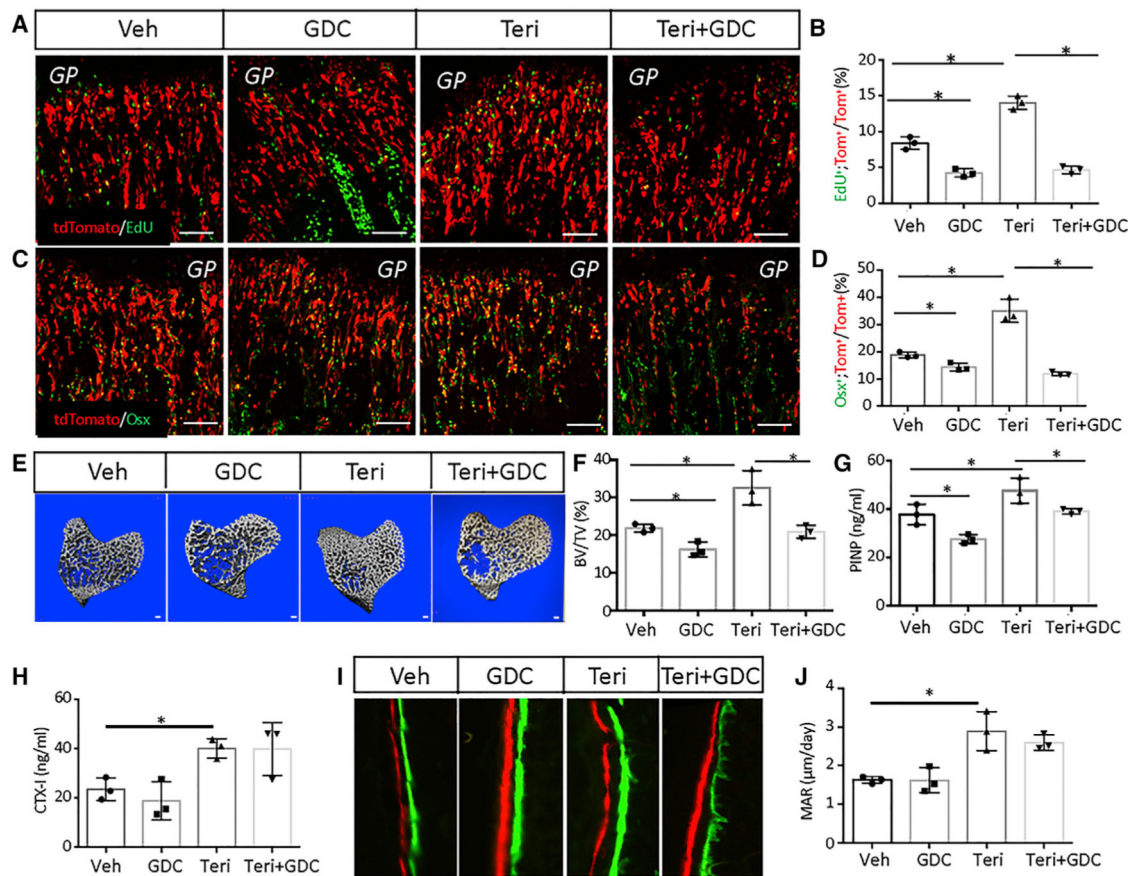 A Veh GDC Teri Teri+GDC
GP GP GP GP
tdTomato/EdU
B
EdU⁺;Tom⁺/Tom⁺(%)
20
15
10
5
0
* * *
Veh GDC Teri Teri+GDC
C
GP GP GP GP
tdTomato/Osx
D
Osx⁺;Tom⁺/Tom+(%)
50
40
30
20
10
0
* * *
Veh GDC Teri Teri+GDC
E Veh GDC Teri Teri+GDC
F
BV/TV (%)
40
30
20
10
0
* * *
Veh GDC Teri Teri+GDC
G
PINP (ng/ml)
60
40
20
0
* * *
Veh GDC Teri Teri+GDC
H
CTX-I (ng/ml)
60
40
20
0
*
Veh GDC Teri Teri+GDC
I Veh GDC Teri Teri+GDC
J
MAR (μm/day)
4
3
2
1
0
*
Veh GDC Teri Teri+GDC